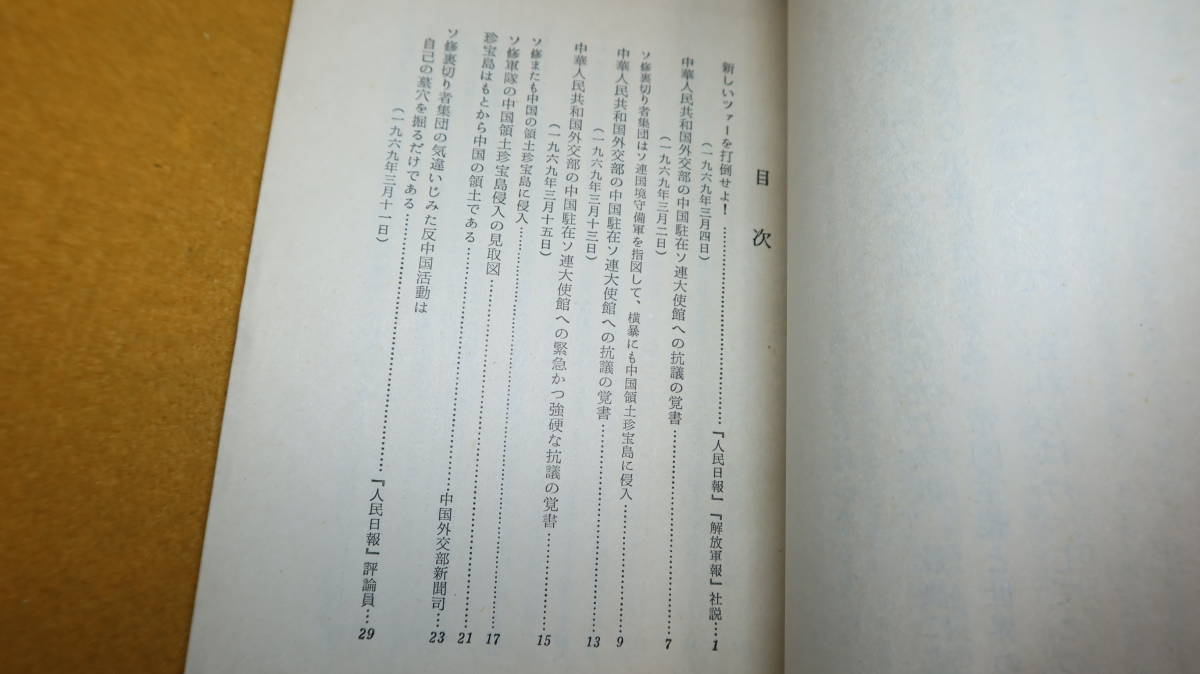 目次
新しいツァーを打倒せよ！……『人民日報』『解放軍報』社説…1
（一九六九年三月四日）
中華人民共和国外交部の中国駐在ソ連大使館への抗議の覚書……7
（一九六九年三月二日）
ソ修裏切り者集団はソ連国境守備軍を指図して、横暴にも中国領土珍宝島に侵入……9
中華人民共和国外交部の中国駐在ソ連大使館への抗議の覚書……13
（一九六九年三月十三日）
中華人民共和国外交部の中国駐在ソ連大使館への緊急かつ強硬な抗議の覚書……15
（一九六九年三月十五日）
ソ修またも中国の領土珍宝島に侵入……17
ソ修軍隊の中国領土珍宝島侵入の見取図……21
珍宝島はもとから中国の領土である……中国外交部新聞司…23
ソ修裏切り者集団の気違いじみた反中国活動は
自己の墓穴を掘るだけである……『人民日報』評論員…29
（一九六九年三月十一日）